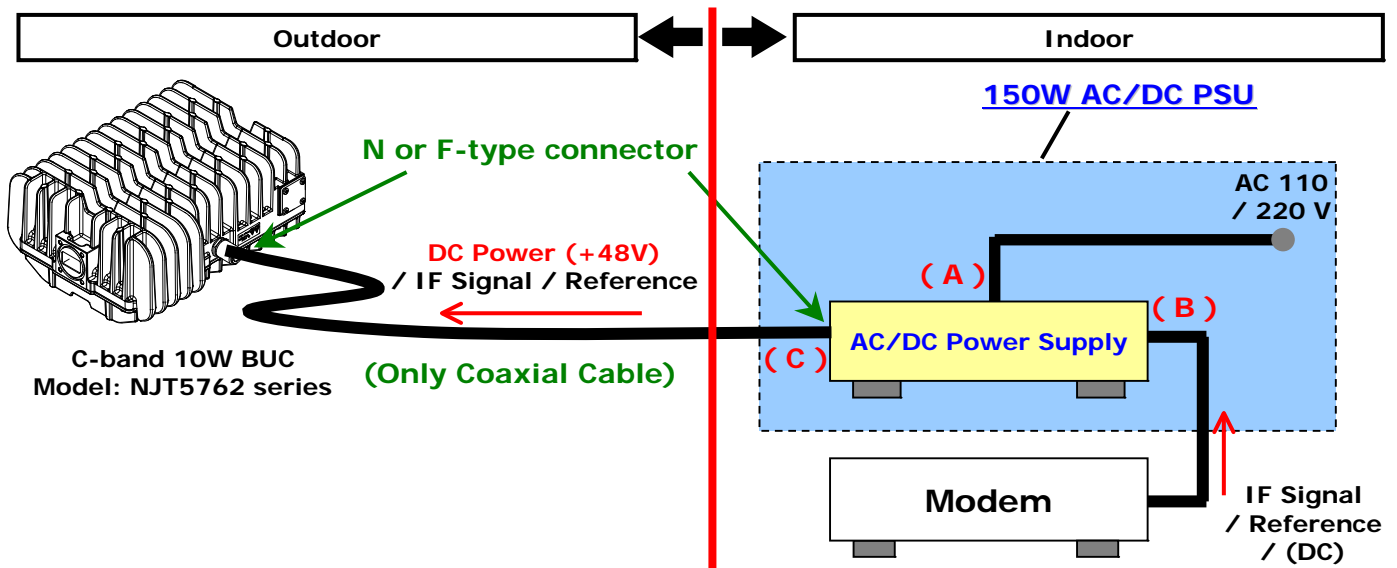 Outdoor
Indoor
150W AC/DC PSU
N or F-type connector
AC 110
/ 220 V
DC Power (+48V)
/ IF Signal / Reference
( A )
( B )
AC/DC Power Supply
( C )
(Only Coaxial Cable)
C-band 10W BUC
Model: NJT5762 series
Modem
IF Signal
/ Reference
/ (DC)